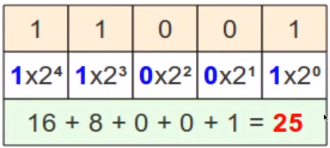 1 1 0 0 1
1x2⁴ 1x2³ 0x2² 0x2¹ 1x2⁰
16 + 8 + 0 + 0 + 1 = 25